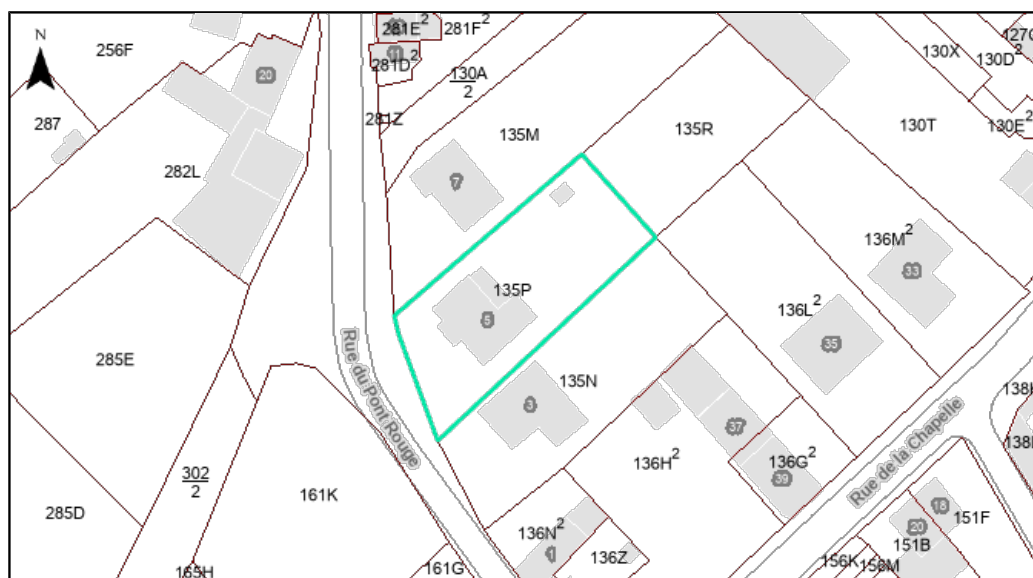 N
256F
20
281E²
281F²
11
281D²
130A
2
281Z
287
282L
135M
7
135R
130X
130D²
130E²
130T
136M²
33
135P
5
136L²
35
285E
Rue du Pont Rouge
135N
3
37
136H²
136G²
39
Rue de la Chapelle
302
2
161K
285D
165H
161G
136N²
1
136Z
18
20
151F
151B
156K
156M